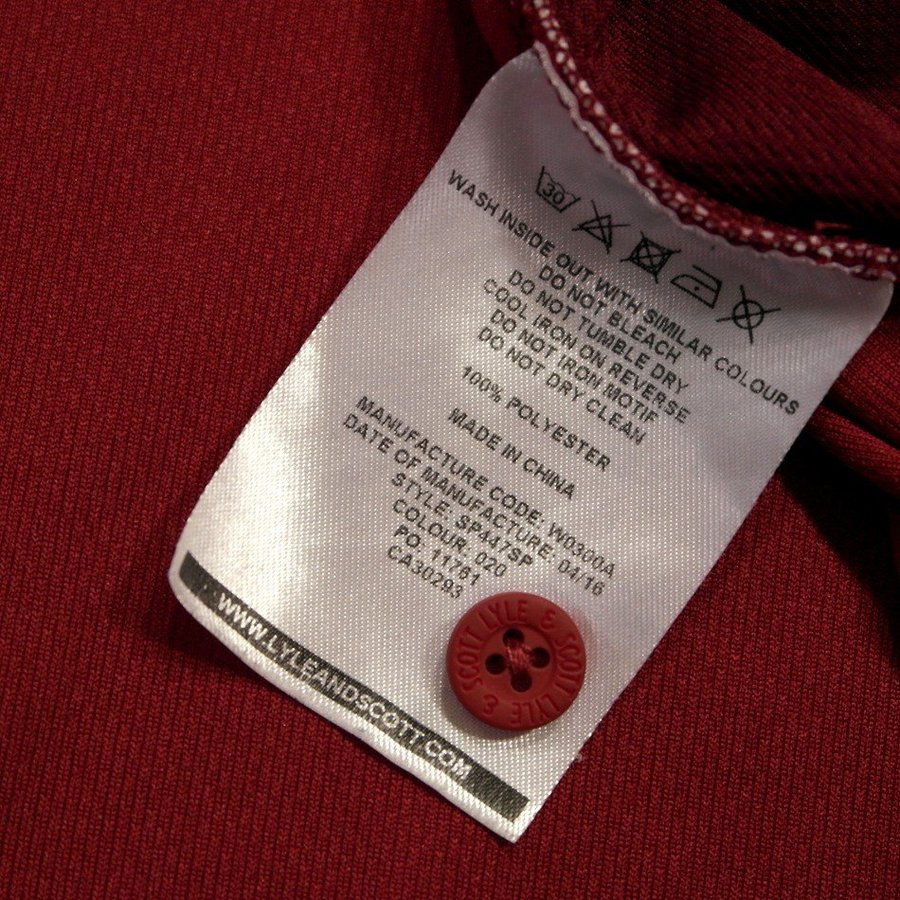 30
WASH INSIDE OUT WITH SIMILAR COLOURS
DO NOT BLEACH
DO NOT TUMBLE DRY
COOL IRON ON REVERSE
DO NOT IRON MOTIF
DO NOT DRY CLEAN
100% POLYESTER
MADE IN CHINA
MANUFACTURE CODE: W0300A
DATE OF MANUFACTURE: 04/16
STYLE. SP447SP
COLOUR. 020
PO. 11761
CA30293
LYLE & SCOTT LYLE & SCOTT
WWW.LYLEANDSCOTT.COM